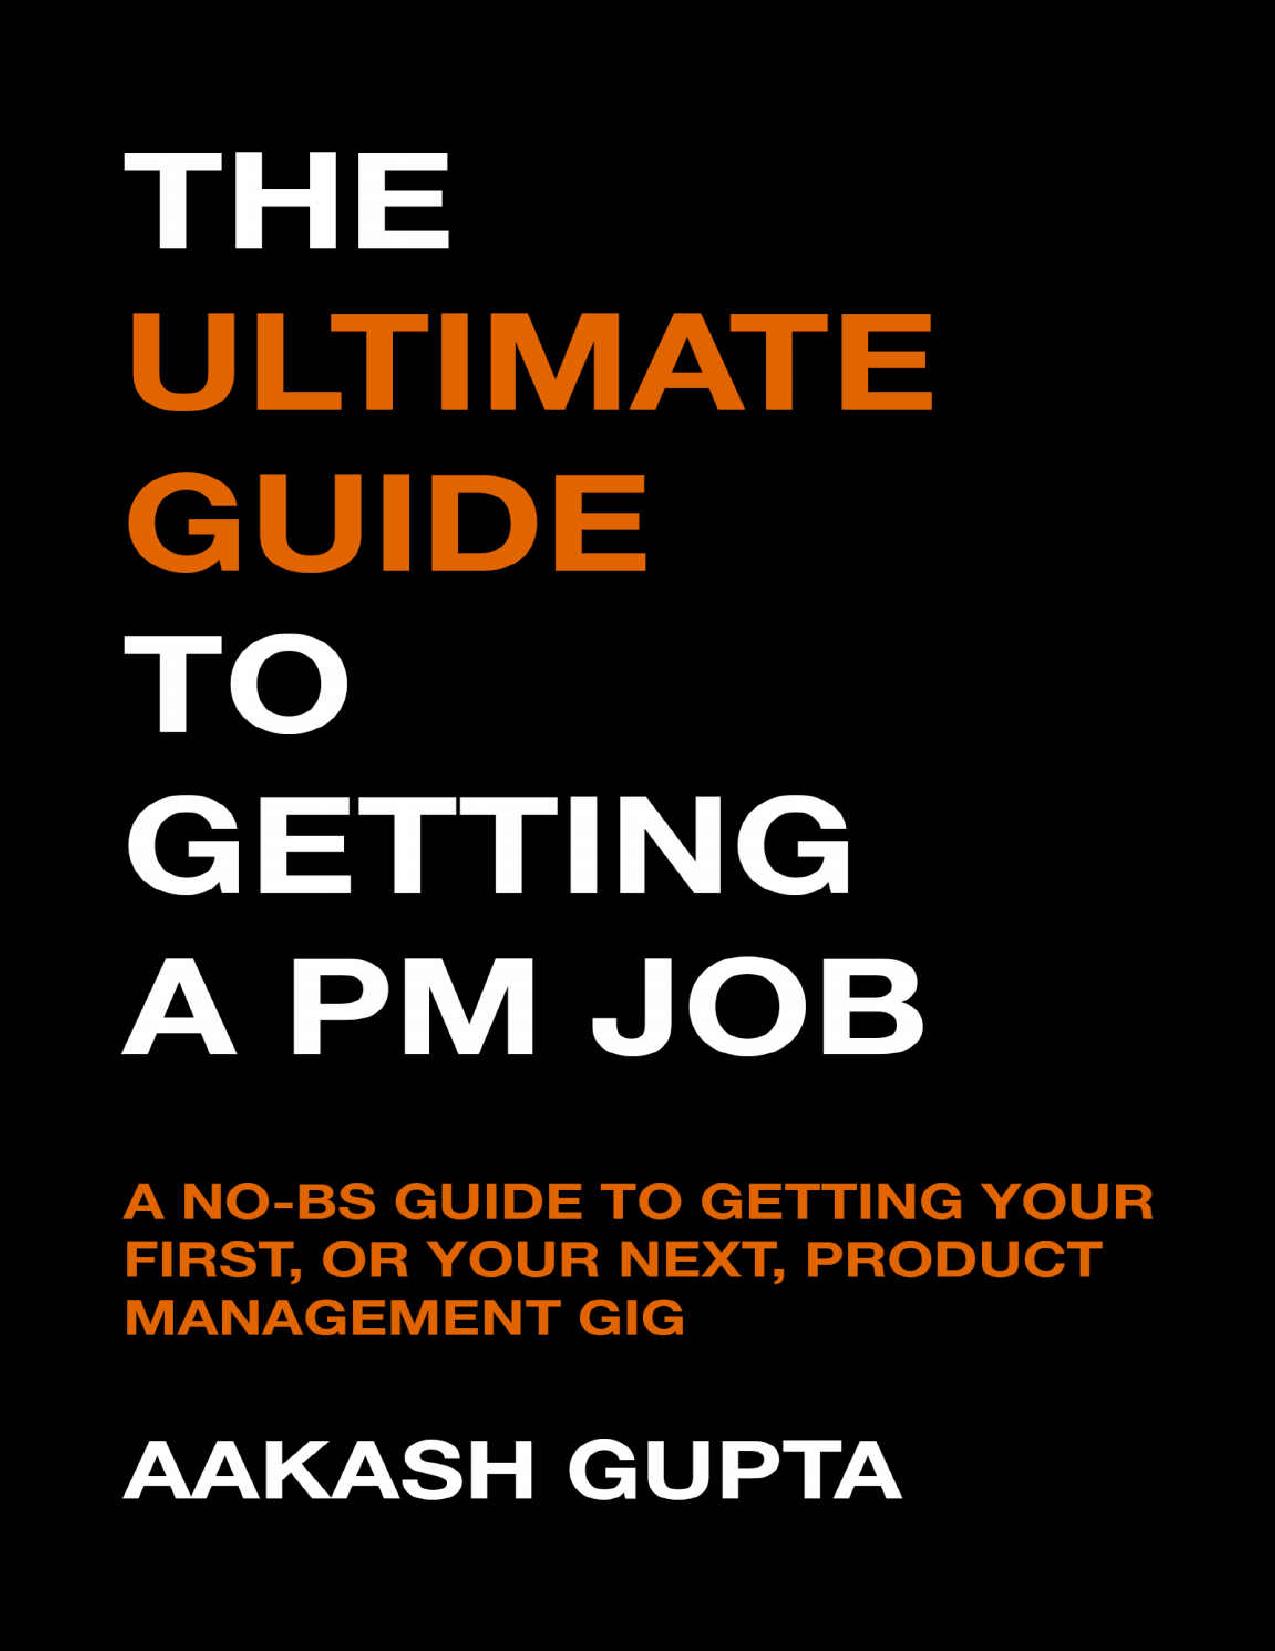 THE
ULTIMATE
GUIDE
TO
GETTING
A PM JOB
A NO-BS GUIDE TO GETTING YOUR
FIRST, OR YOUR NEXT, PRODUCT
MANAGEMENT GIG
AAKASH GUPTA